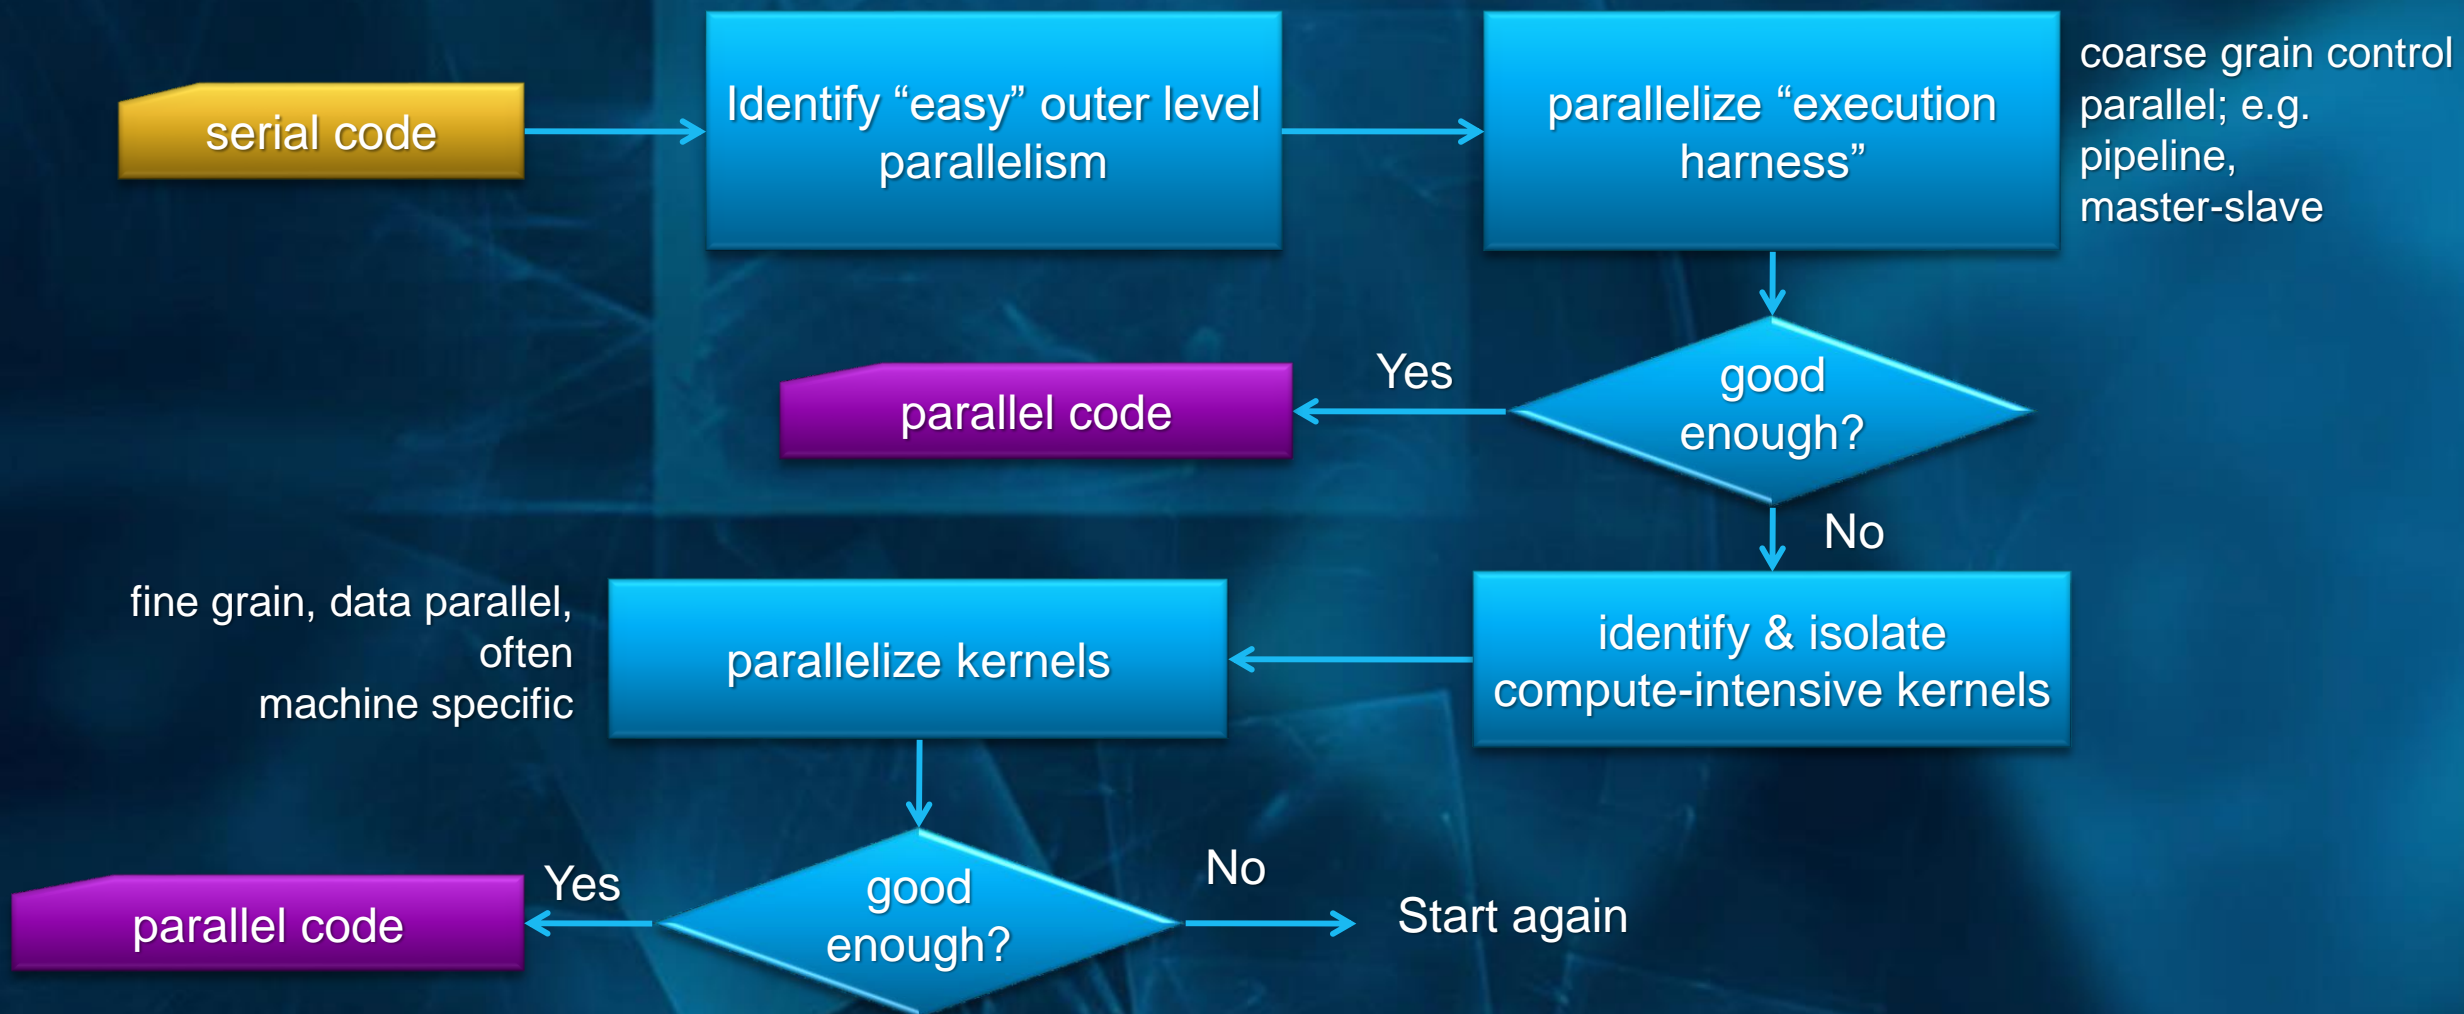 serial code
Identify “easy” outer level
parallelism
parallelize “execution
harness”
coarse grain control
parallel; e.g.
pipeline,
master-slave
good
enough?
Yes
parallel code
No
identify & isolate
compute-intensive kernels
parallelize kernels
fine grain, data parallel,
often
machine specific
good
enough?
Yes
parallel code
No
Start again